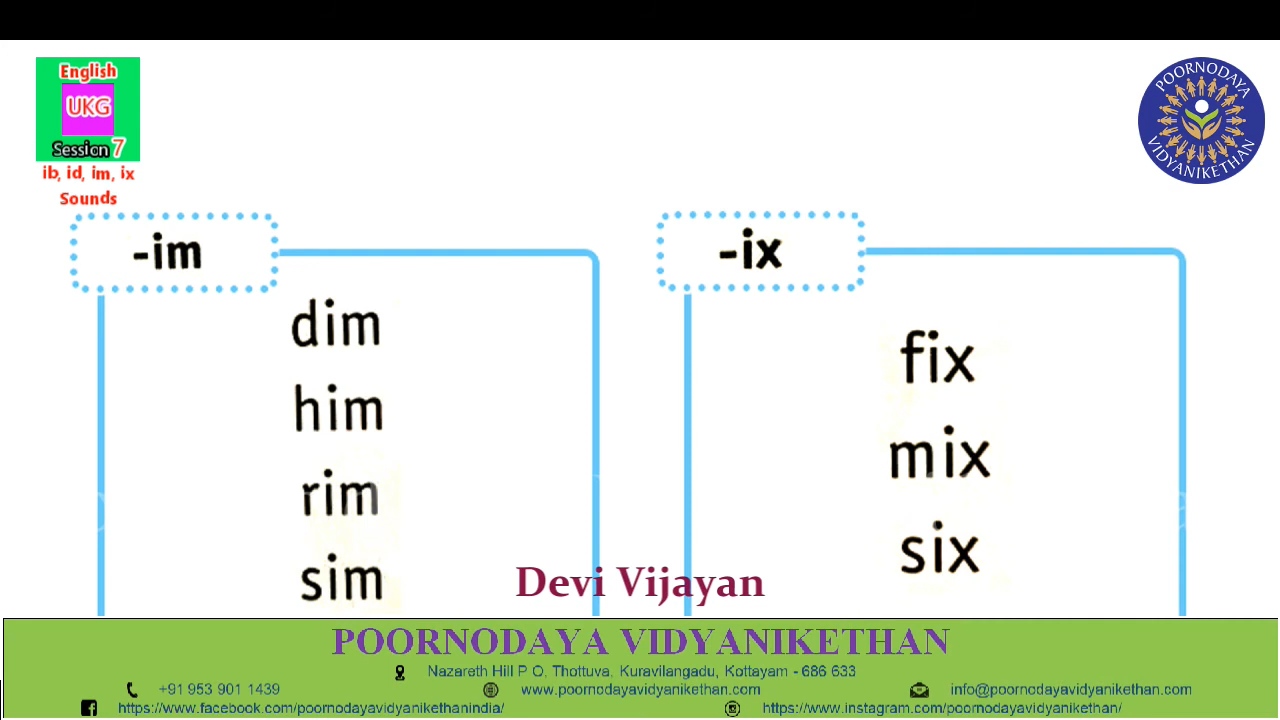 English
UKG
Session 7
ib, id, im, ix
Sounds
POORNODAYA
VIDYANIKETHAN
-im
dim
him
rim
sim
-ix
fix
mix
six
Devi Vijayan
POORNODAYA VIDYANIKETHAN
Nazareth Hill P O, Thottuva, Kuravilangadu, Kottayam - 686 633
+91 953 901 1439
www.poornodayavidyanikethan.com
info@poornodayavidyanikethan.com
https://www.facebook.com/poornodayavidyanikethanindia/
https://www.instagram.com/poornodayavidyanikethan/